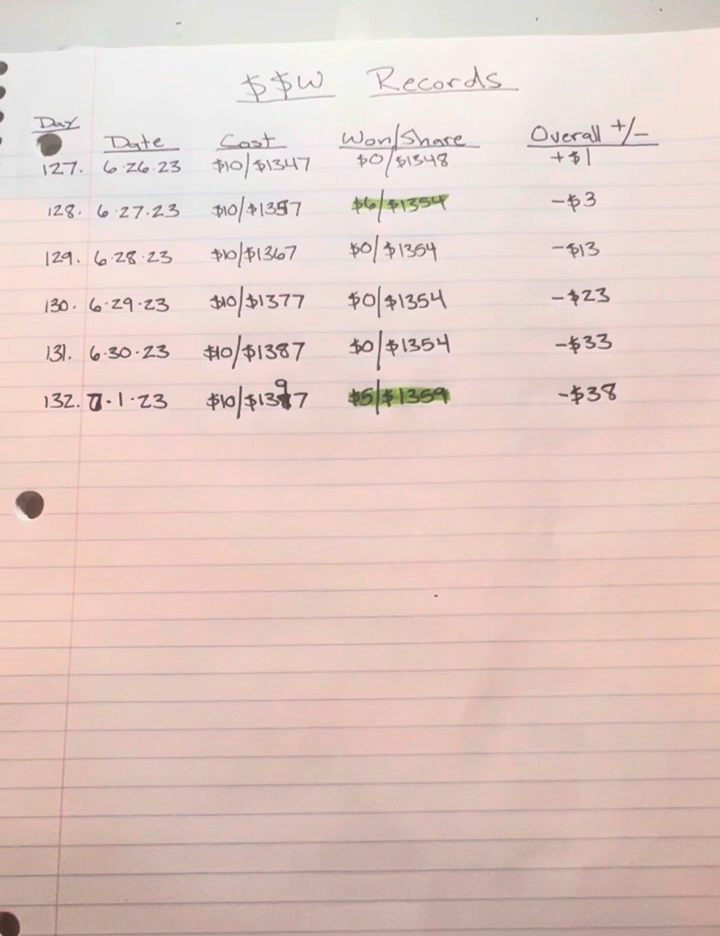 $$W Records
Day Date Cost Won/Share Overall +/-
127. 6.26.23 $10/$1347 $0/$1348 +$1
128. 6.27.23 $10/$1357 $6/$1354 -$3
129. 6.28.23 $10/$1367 $0/$1354 -$13
130. 6.29.23 $10/$1377 $0/$1354 -$23
131. 6.30.23 $10/$1387 $0/$1354 -$33
132. 7.1.23 $10/$1397 $5/$1359 -$38